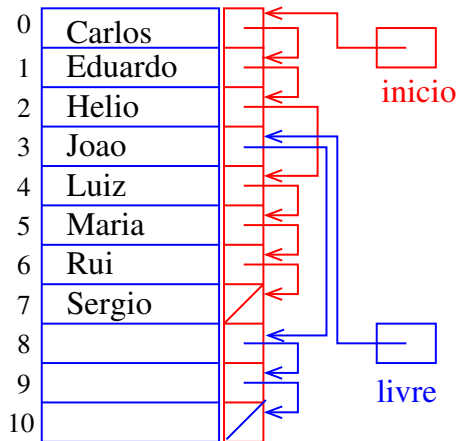 0 Carlos
1 Eduardo
inicio
2 Helio
3 Joao
4 Luiz
5 Maria
6 Rui
7 Sergio
8
livre
9
10